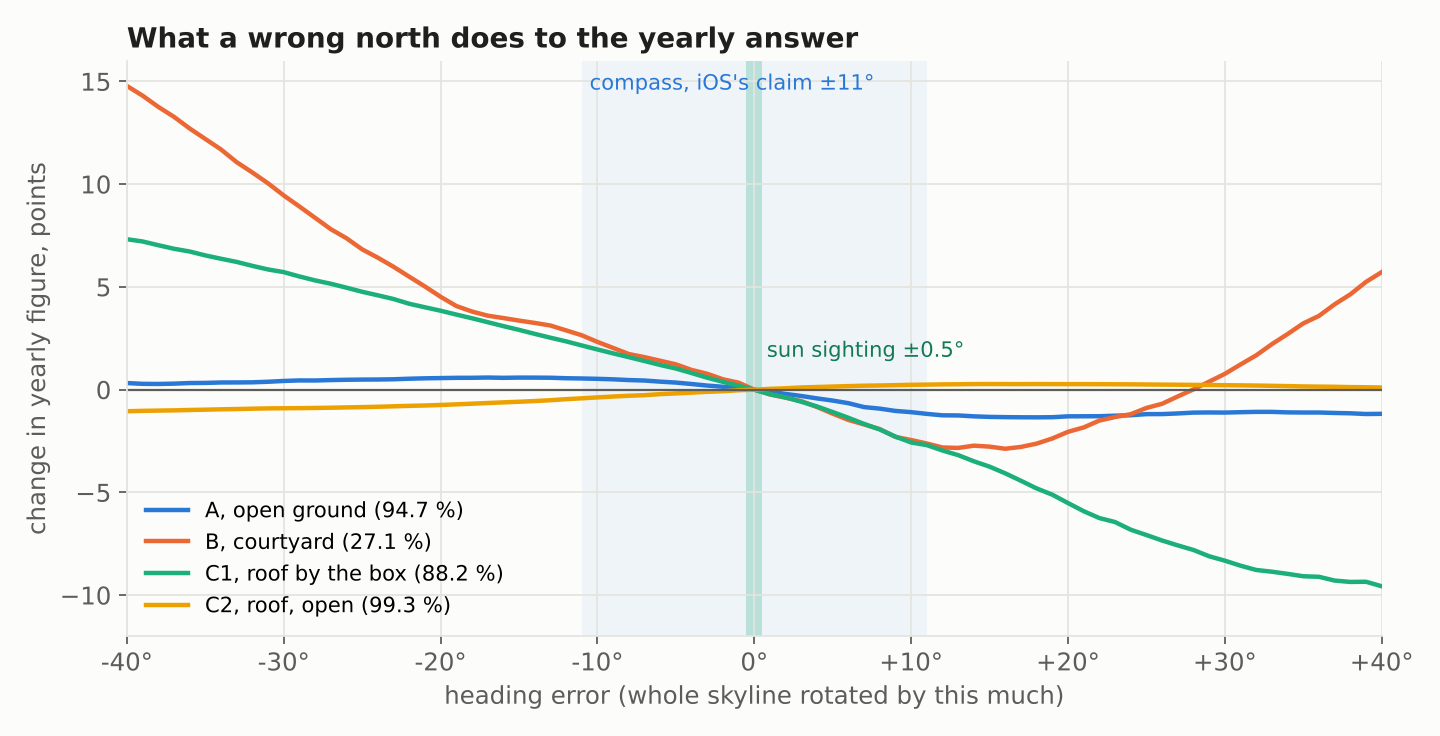 What a wrong north does to the yearly answer
compass, iOS's claim ±11°
sun sighting ±0.5°
change in yearly figure, points
15
10
5
0
−5
−10
A, open ground (94.7 %)
B, courtyard (27.1 %)
C1, roof by the box (88.2 %)
C2, roof, open (99.3 %)
-40°
-30°
-20°
-10°
0°
+10°
+20°
+30°
+40°
heading error (whole skyline rotated by this much)